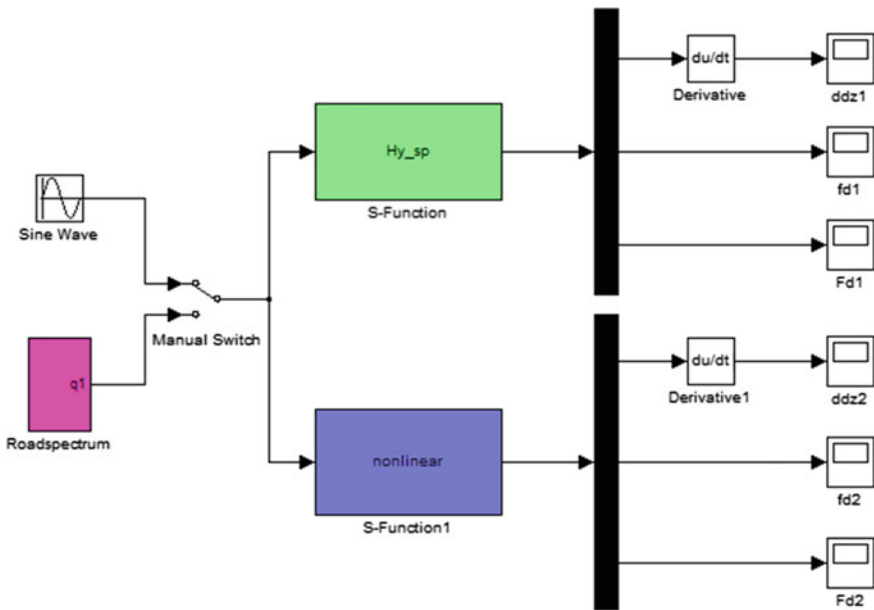 du/dt
Derivative
ddz1
Hy_sp
S-Function
fd1
Sine Wave
Fd1
Manual Switch
q1
Roadspectrum
du/dt
Derivative1
ddz2
nonlinear
S-Function1
fd2
Fd2